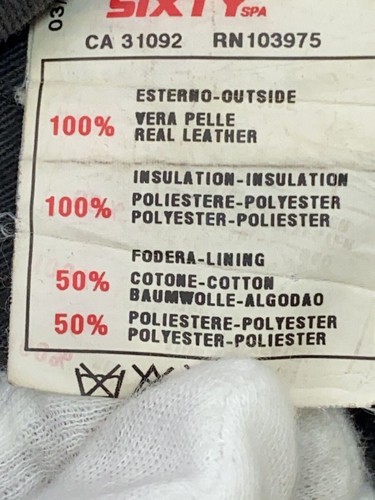 03/
SIXTY SPA
CA 31092 RN103975
ESTERNO-OUTSIDE
100% VERA PELLE
REAL LEATHER
INSULATION-INSULATION
100% POLIESTERE-POLYESTER
POLYESTER-POLIESTER
FODERA-LINING
50% COTONE-COTTON
BAUMWOLLE-ALGODAO
50% POLIESTERE-POLYESTER
POLYESTER-POLIESTER